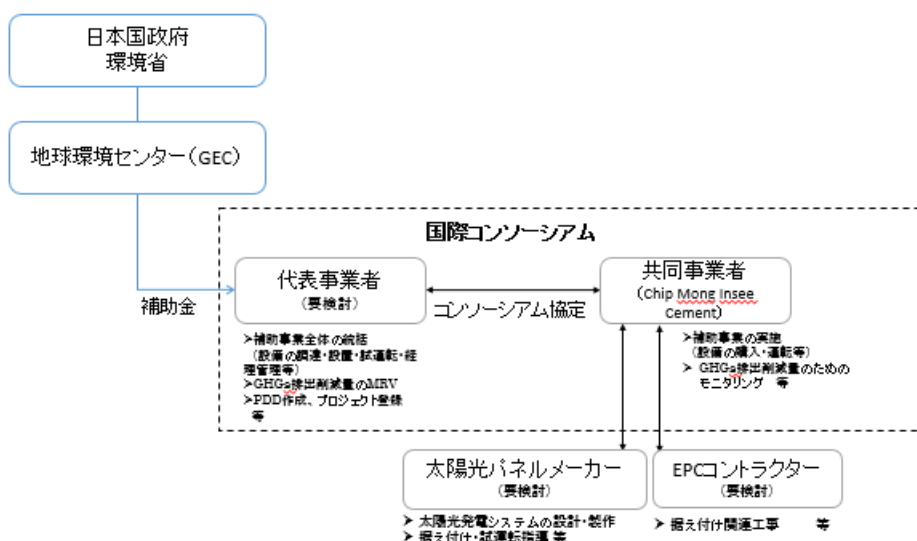 日本国政府
環境省
地球環境センター（GEC）
国際コンソーシアム
代表事業者
（要検討）
共同事業者
（Chip Mong Insee
Cement）
補助金
コンソーシアム協定
➢補助事業全体の統括
（設備の調達・設置・試運転・経
理管理等）
➢GHGs排出削減量のMRV
➢PDD作成、プロジェクト登録
等
➢補助事業の実施
（設備の購入・運転等）
➢ GHGs排出削減量のための
モニタリング 等
太陽光パネルメーカー
（要検討）
EPCコントラクター
（要検討）
➢ 太陽光発電システムの設計・製作
➢ 据え付け・試運転指導 等
➢ 据え付け関連工事 等